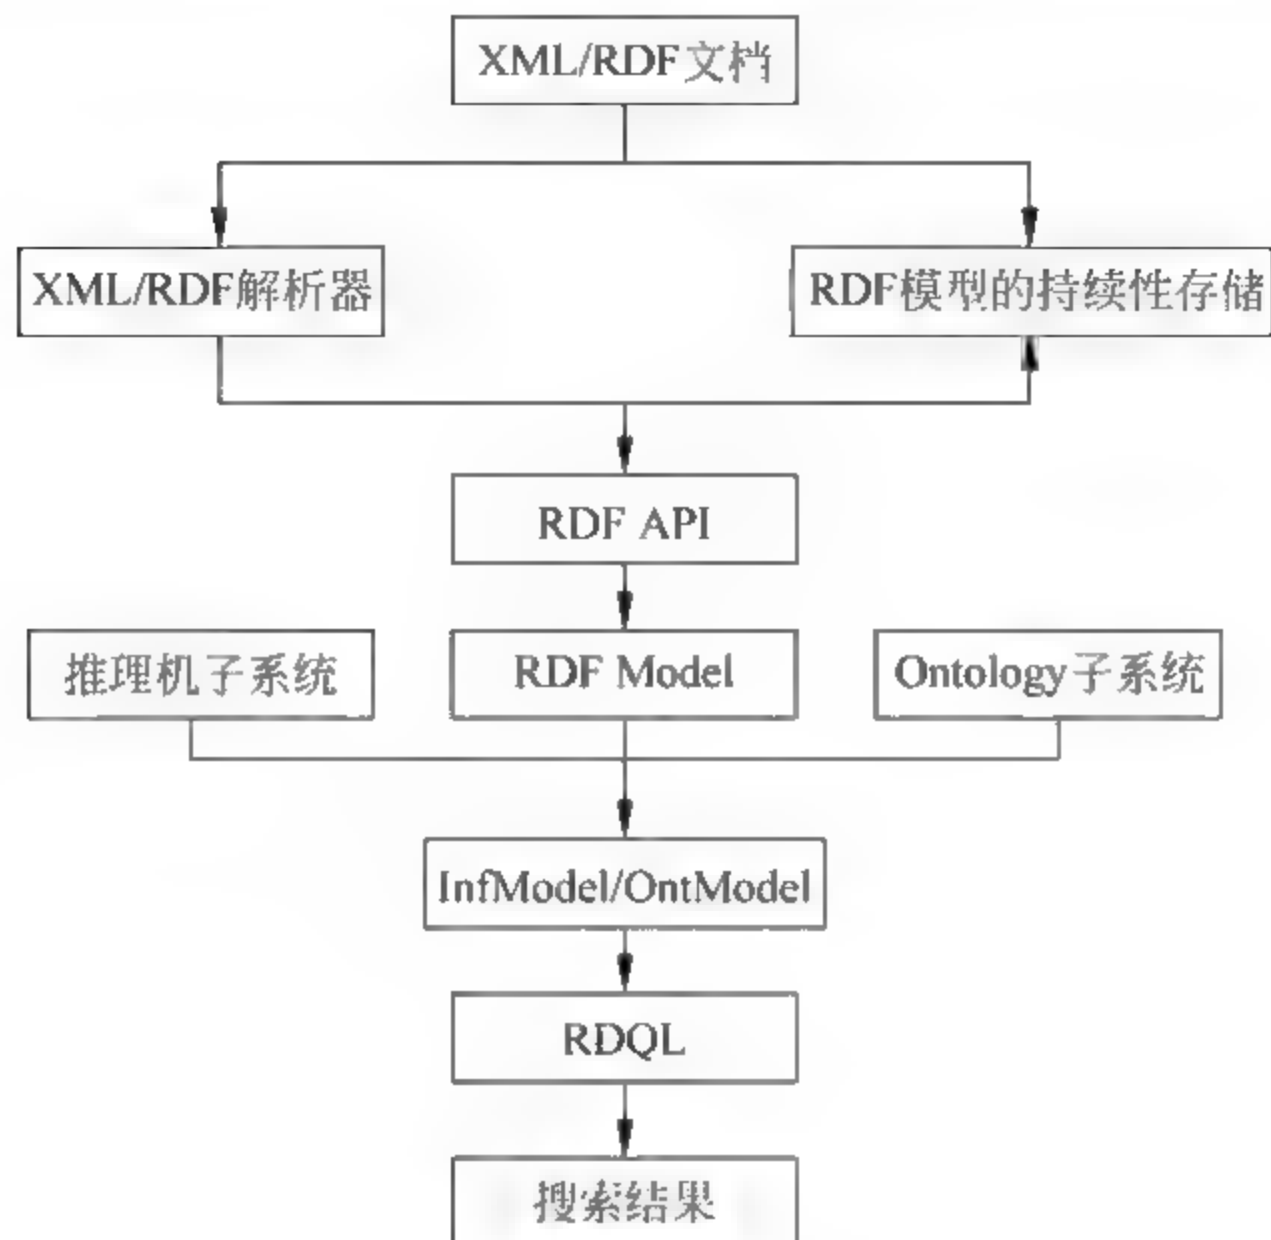 XML/RDF文档
XML/RDF解析器
RDF模型的持续性存储
RDF API
推理机子系统
RDF Model
Ontology子系统
InfModel/OntModel
RDQL
搜索结果